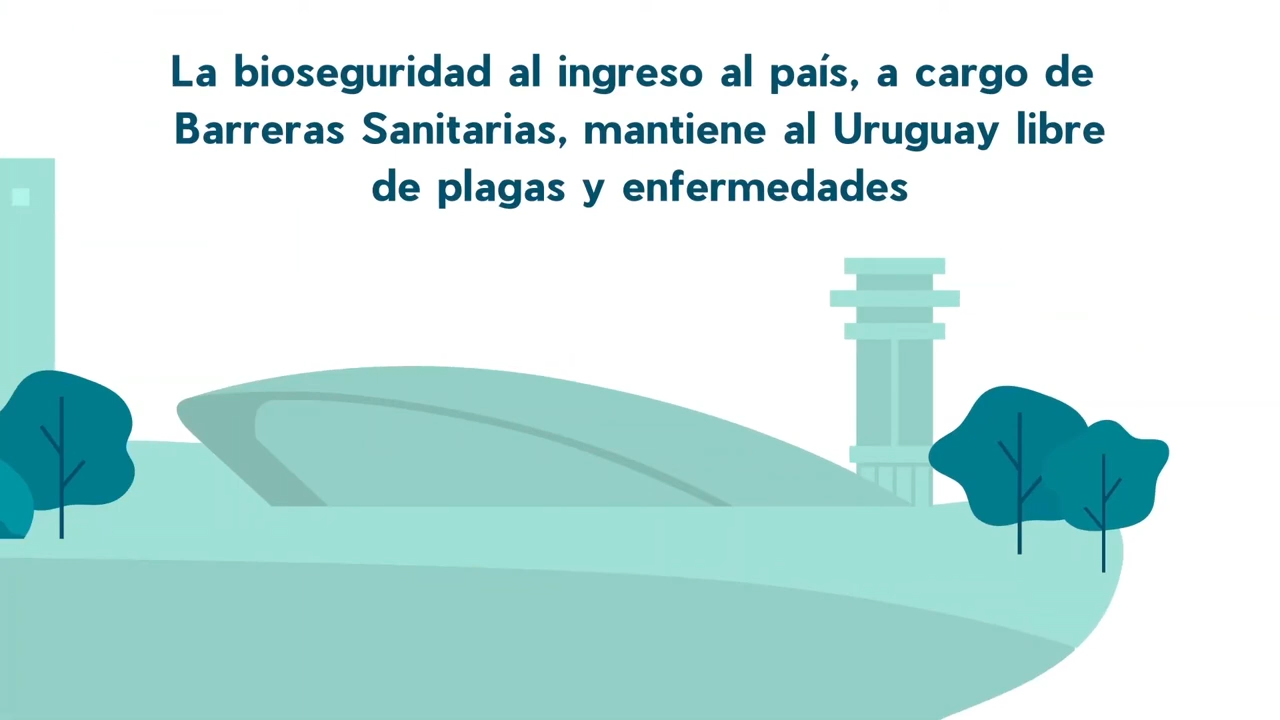 La bioseguridad al ingreso al país, a cargo de
Barreras Sanitarias, mantiene al Uruguay libre
de plagas y enfermedades